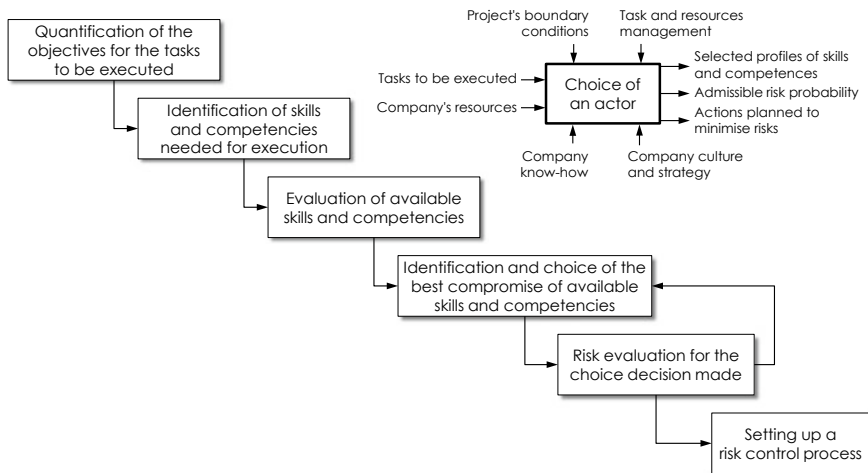 Quantification of the
objectives for the tasks
to be executed
Identification of skills
and competencies
needed for execution
Evaluation of available
skills and competencies
Identification and choice of the
best compromise of available
skills and competencies
Risk evaluation for the
choice decision made
Setting up a
risk control process
Project's boundary
conditions
Task and resources
management
Tasks to be executed
Company's resources
Choice of
an actor
Selected profiles of skills
and competences
Admissible risk probability
Actions planned to
minimise risks
Company
know-how
Company culture
and strategy